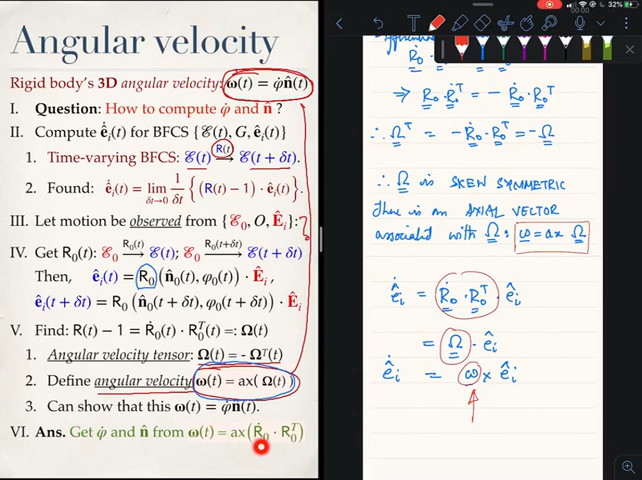 Angular velocity
Rigid body's 3D angular velocity: ω(t) = φ̇n̂(t)
I. Question: How to compute φ̇ and n̂ ?
II. Compute ê̇ᵢ(t) for BFCS {ℰ(t), G, êᵢ(t)}
1. Time-varying BFCS: ℰ(t) →R(t) ℰ(t + δt).
2. Found: ê̇ᵢ(t) = lim δt→0 1/δt {(R(t) − 1) · êᵢ(t)}.
III. Let motion be observed from {ℰ₀, O, Êᵢ}:
IV. Get R₀(t): ℰ₀ →R₀(t) ℰ(t); ℰ₀ →R₀(t+δt) ℰ(t + δt)
Then, êᵢ(t) = R₀ (n̂₀(t), φ₀(t)) · Êᵢ,
êᵢ(t + δt) = R₀ (n̂₀(t + δt), φ₀(t + δt)) · Êᵢ
V. Find: R(t) − 1 = Ṙ₀(t) · R₀ᵀ(t) =: Ω(t)
1. Angular velocity tensor: Ω(t) = - Ωᵀ(t)
2. Define angular velocity ω(t) = ax( Ω(t) )
3. Can show that this ω(t) = φ̇n̂(t).
VI. Ans. Get φ̇ and n̂ from ω(t) = ax(Ṙ₀ · R₀ᵀ)
00:00
32%
T
⇒ Ṙ₀ · R₀ᵀ = − Ṙ₀ · R₀ᵀ
∴ Ωᵀ = −Ṙ₀ · R₀ᵀ = −Ω
∴ Ω is SKEW SYMMETRIC
There is an AXIAL VECTOR
associated with Ω : ω = ax Ω
ê̇ᵢ = Ṙ₀ · R₀ᵀ · êᵢ
= Ω · êᵢ
ê̇ᵢ = ω × êᵢ